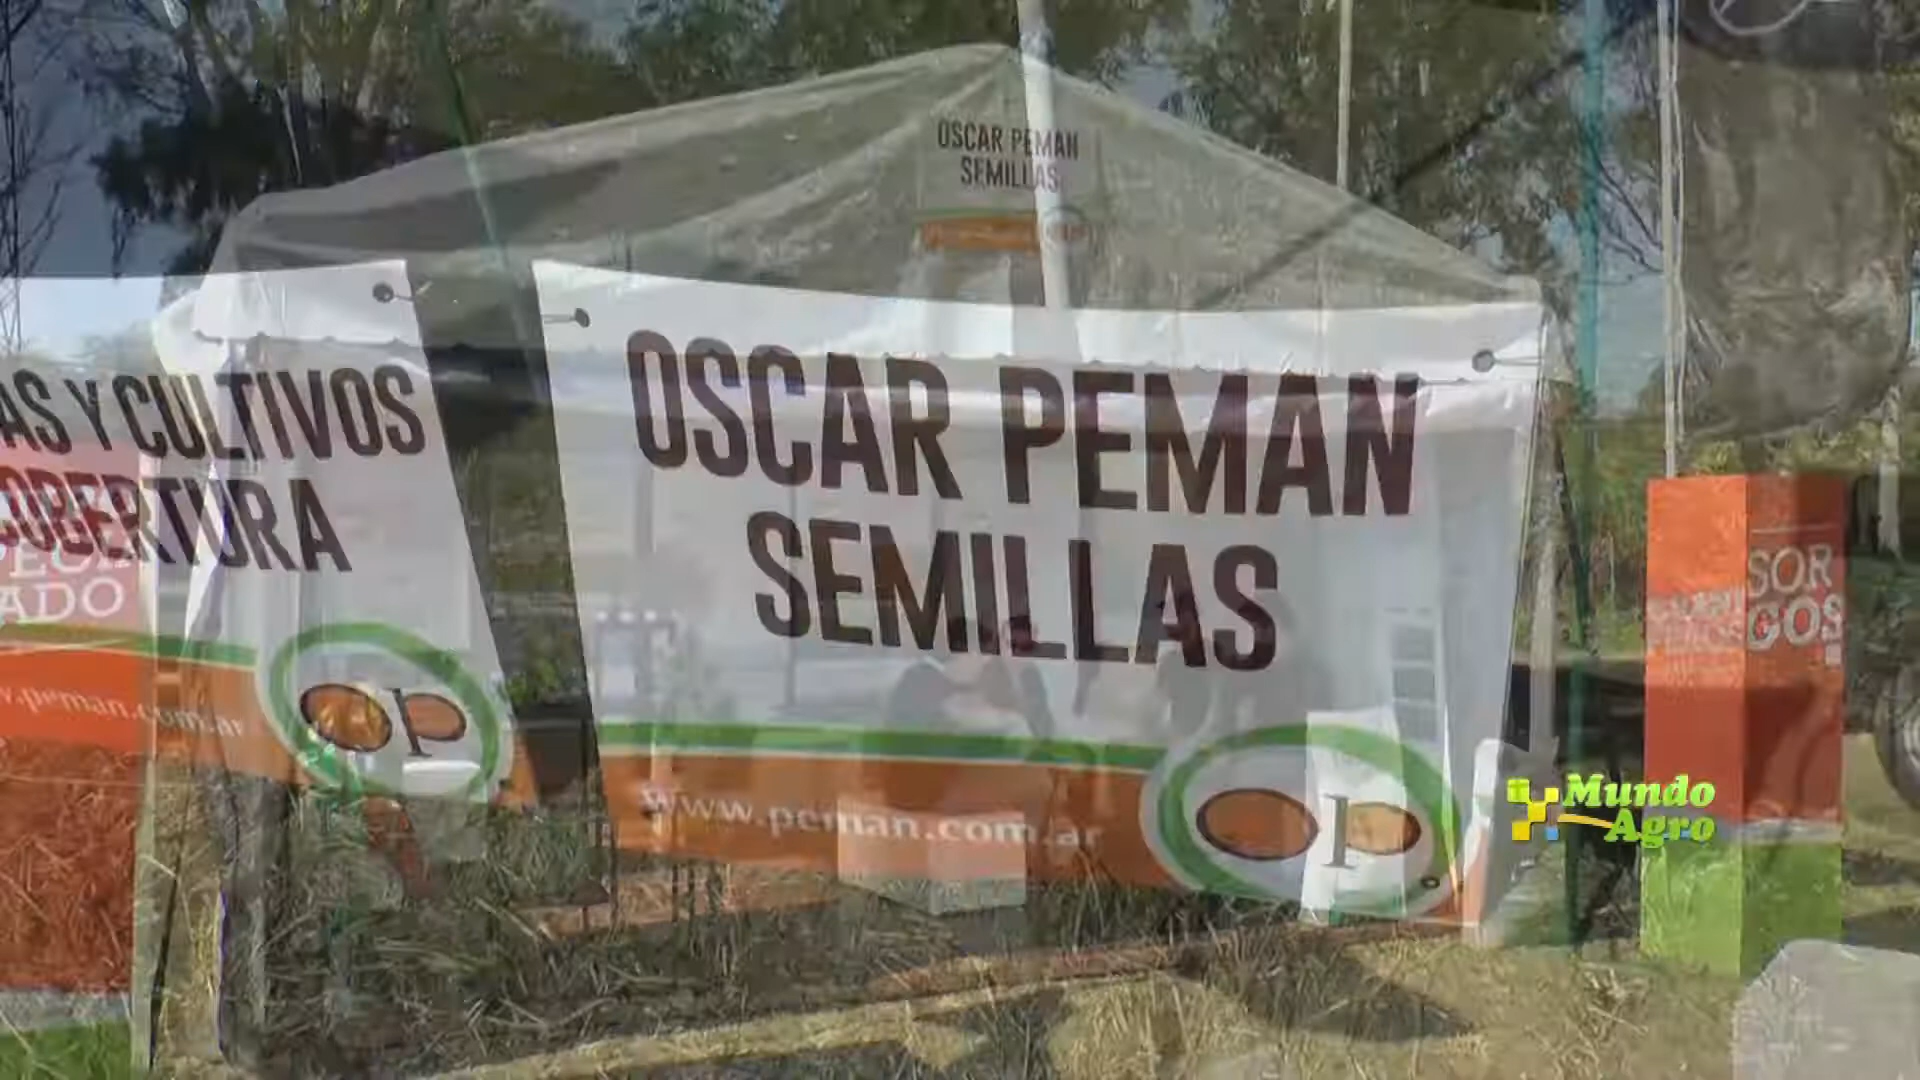 OSCAR PEMAN
SEMILLAS
AS Y CULTIVOS
COBERTURA
ADO
.peman.com.ar
OSCAR PEMAN
SEMILLAS
www.peman.com.ar
SOR
GOS
Mundo
Agro